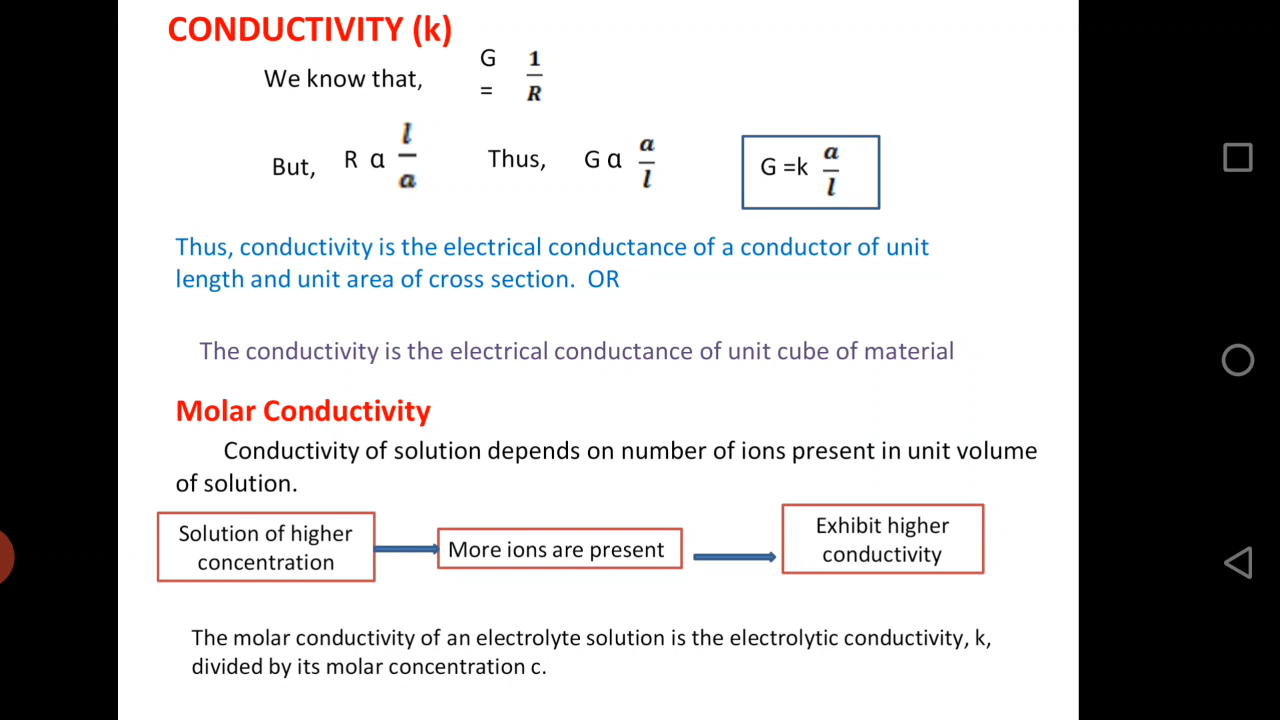 CONDUCTIVITY (k)
We know that, G = 1/R
But, R α l/a Thus, G α a/l G =k a/l
Thus, conductivity is the electrical conductance of a conductor of unit
length and unit area of cross section. OR
The conductivity is the electrical conductance of unit cube of material
Molar Conductivity
Conductivity of solution depends on number of ions present in unit volume
of solution.
Solution of higher
concentration
More ions are present
Exhibit higher
conductivity
The molar conductivity of an electrolyte solution is the electrolytic conductivity, k,
divided by its molar concentration c.